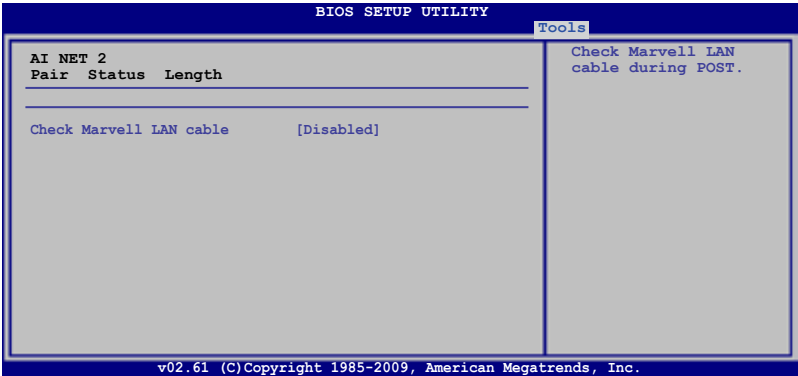 BIOS SETUP UTILITY
Tools
AI NET 2
Pair Status Length
Check Marvell LAN cable [Disabled]
Check Marvell LAN
cable during POST.
v02.61 (C)Copyright 1985-2009, American Megatrends, Inc.